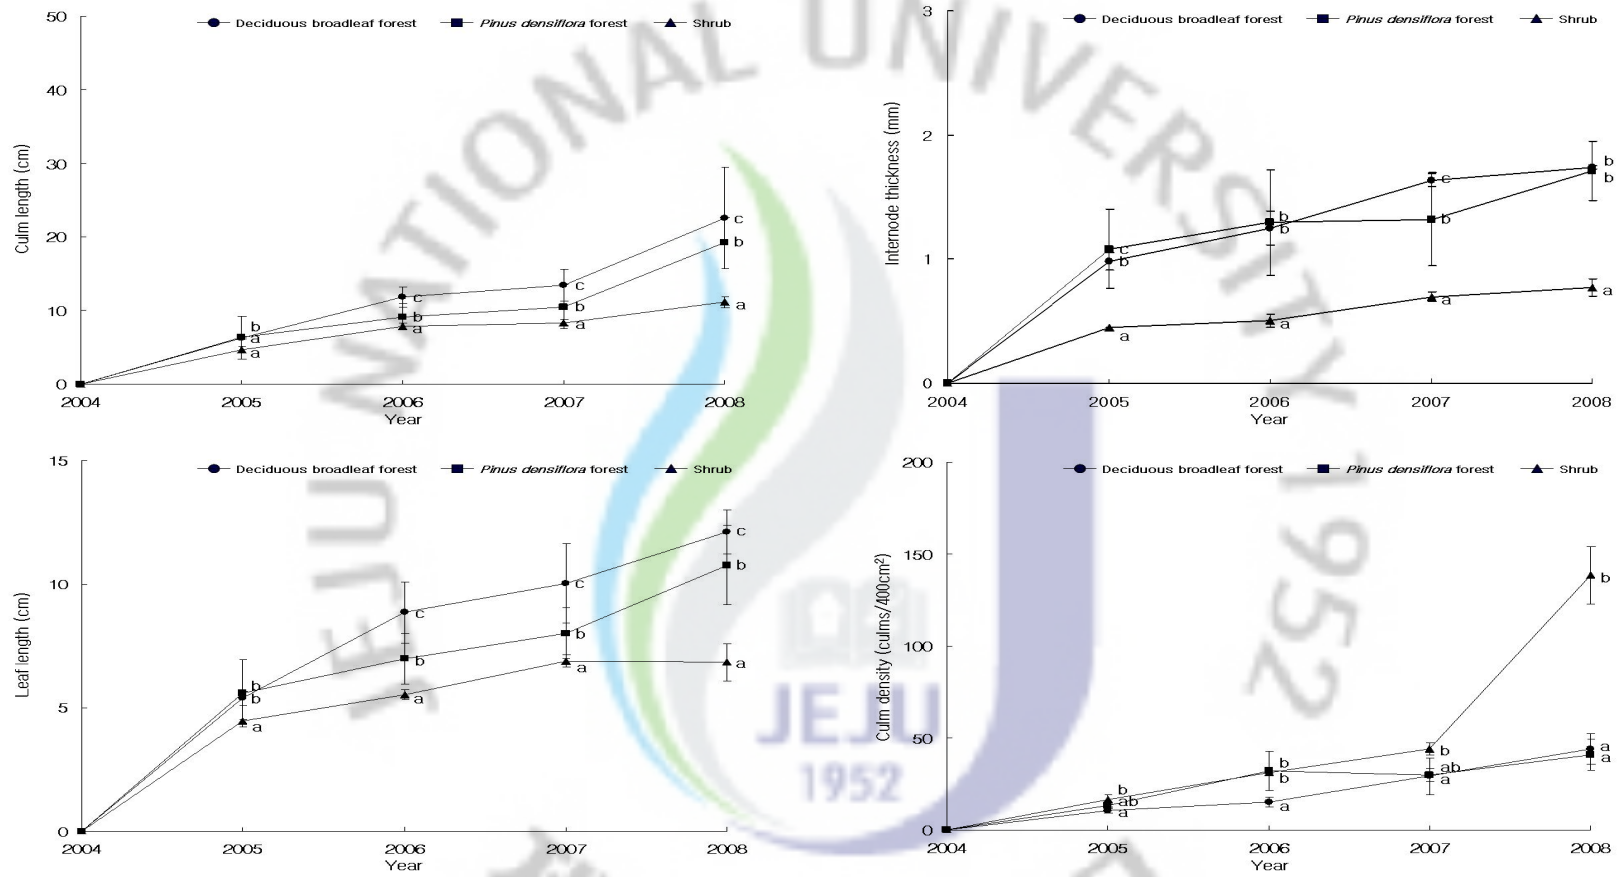 Deciduous broadleaf forest Pinus densiflora forest Shrub
50
40
30
20
10
0
Culm length (cm)
b
a
a
c
b
a
c
b
a
c
b
a
2004 2005 2006 2007 2008
Year
Deciduous broadleaf forest Pinus densiflora forest Shrub
3
2
1
0
Internode thickness (mm)
c
b
a
b
b
a
c
b
a
b
b
a
2004 2005 2006 2007 2008
Year
Deciduous broadleaf forest Pinus densiflora forest Shrub
15
10
5
0
Leaf length (cm)
b
b
a
c
b
a
c
b
a
c
b
a
2004 2005 2006 2007 2008
Year
Deciduous broadleaf forest Pinus densiflora forest Shrub
200
150
100
50
0
Culm density (culms/400cm²)
b
ab
a
b
b
a
b
ab
a
b
a
a
2004 2005 2006 2007 2008
Year
JEJU NATIONAL UNIVERSITY 1952
JEJU
1952